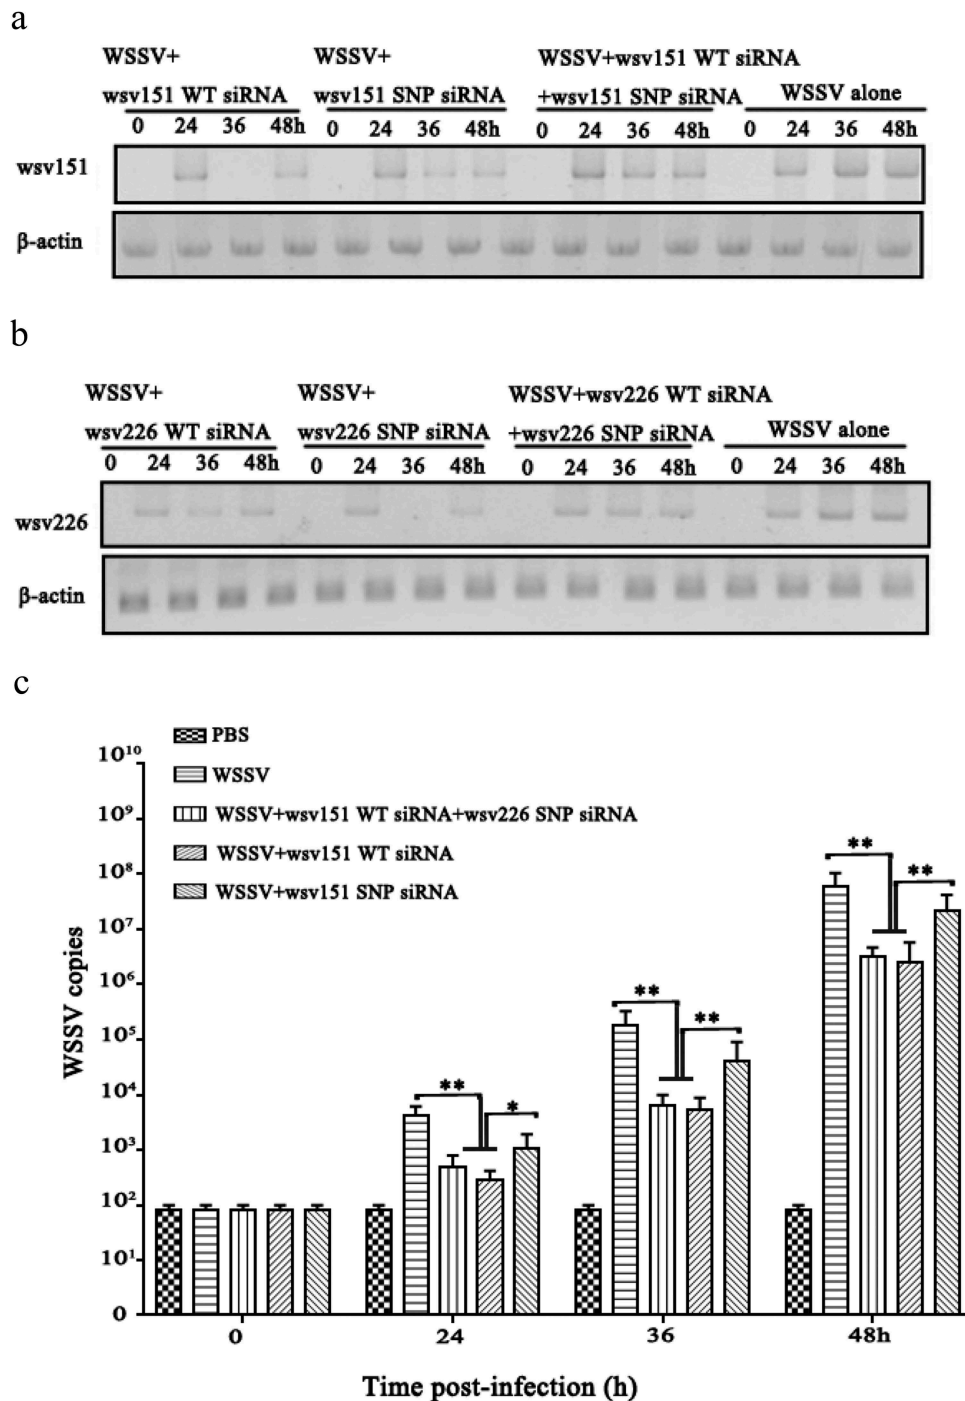 a
WSSV+ WSSV+ WSSV+wsv151 WT siRNA
wsv151 WT siRNA wsv151 SNP siRNA +wsv151 SNP siRNA WSSV alone
0 24 36 48h 0 24 36 48h 0 24 36 48h 0 24 36 48h
wsv151
β-actin
b
WSSV+ WSSV+ WSSV+wsv226 WT siRNA
wsv226 WT siRNA wsv226 SNP siRNA +wsv226 SNP siRNA WSSV alone
0 24 36 48h 0 24 36 48h 0 24 36 48h 0 24 36 48h
wsv226
β-actin
c
PBS
WSSV
WSSV+wsv151 WT siRNA+wsv226 SNP siRNA
WSSV+wsv151 WT siRNA
WSSV+wsv151 SNP siRNA
WSSV copies
10¹⁰
10⁹
10⁸
10⁷
10⁶
10⁵
10⁴
10³
10²
10¹
0
** *
** **
** **
0 24 36 48h
Time post-infection (h)